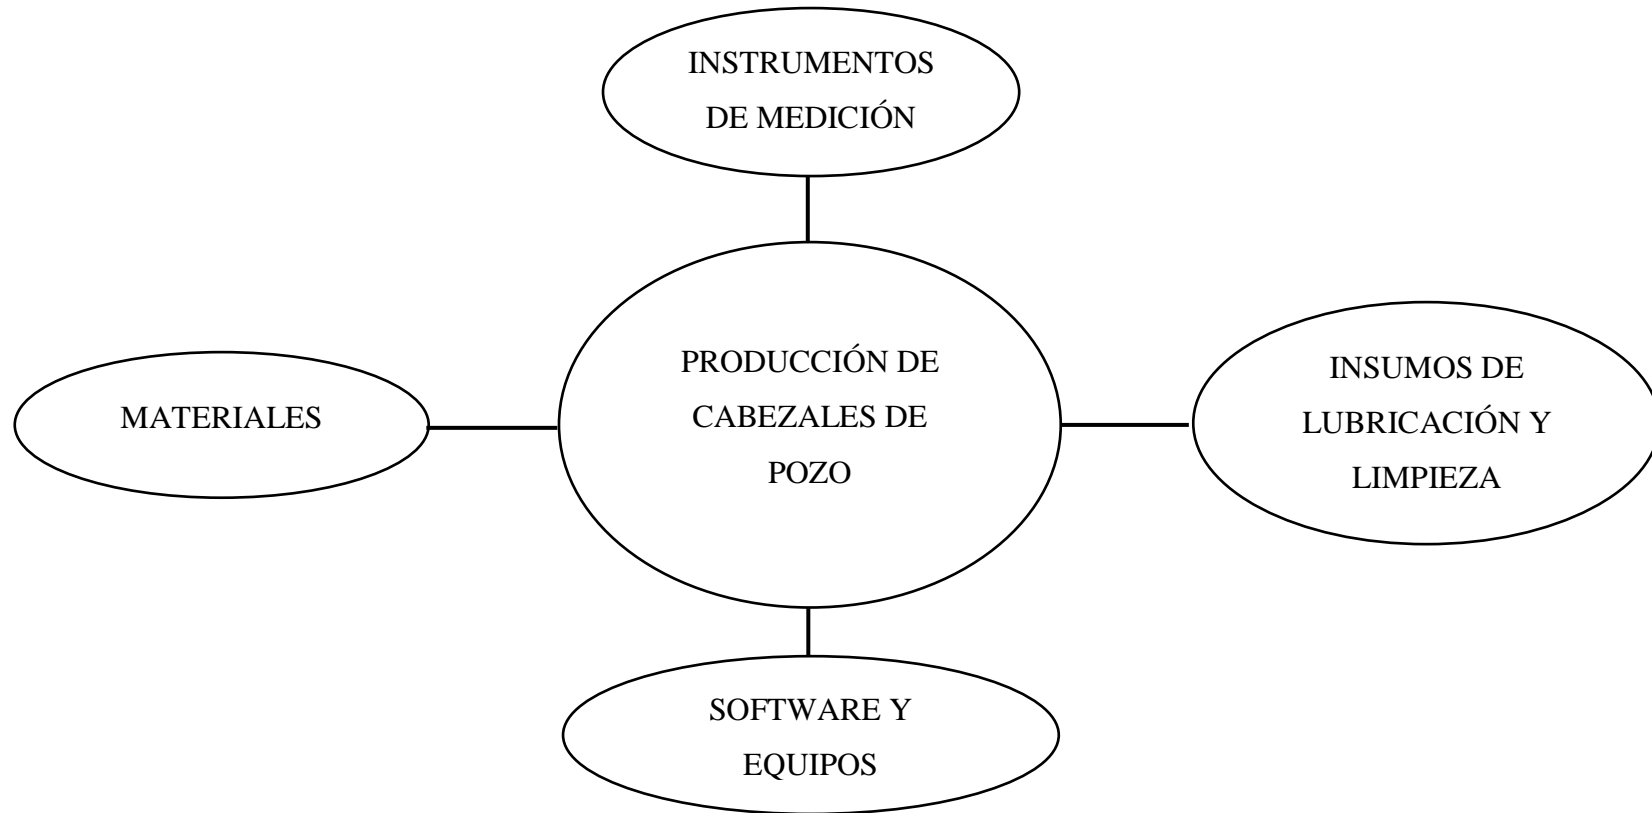 INSTRUMENTOS
DE MEDICIÓN
PRODUCCIÓN DE
CABEZALES DE
POZO
MATERIALES
INSUMOS DE
LUBRICACIÓN Y
LIMPIEZA
SOFTWARE Y
EQUIPOS